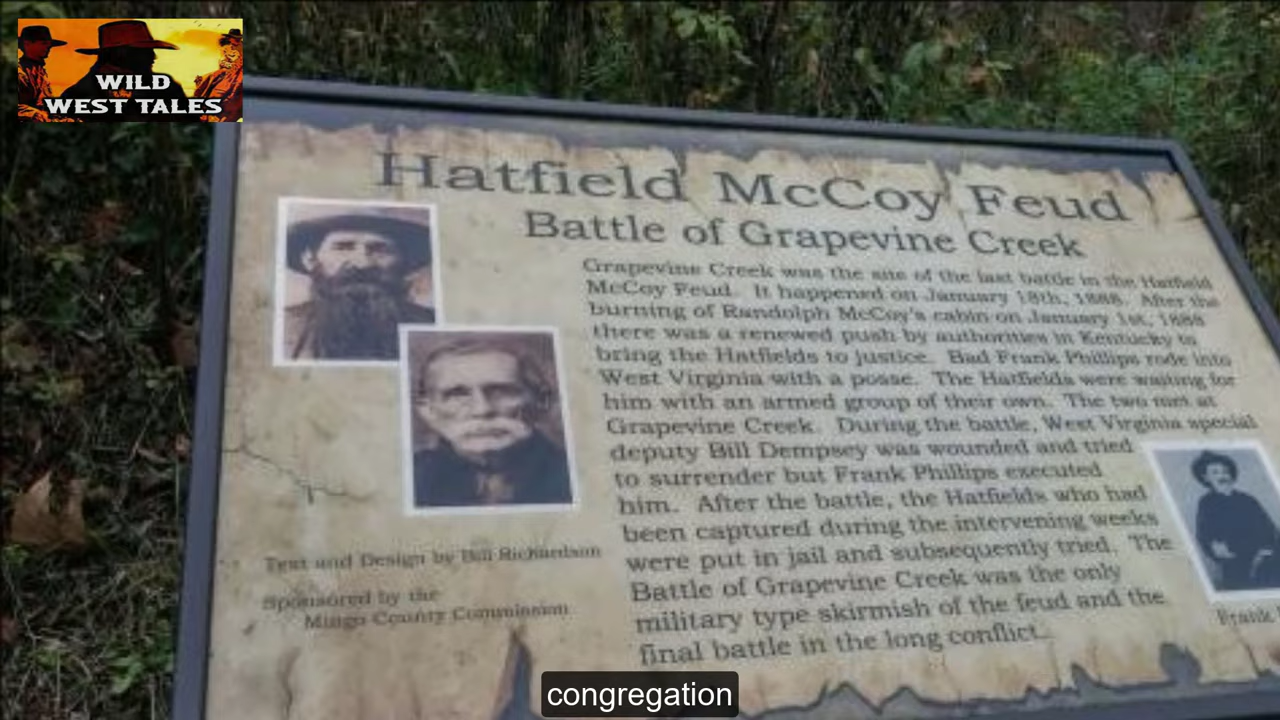 WILD
WEST TALES
Hatfield McCoy Feud
Battle of Grapevine Creek
Grapevine Creek was the site of the last battle in the Hatfield
McCoy Feud. It happened on January 18th, 1888. After the
burning of Randolph McCoy's cabin on January 1st, 1888
there was a renewed push by authorities in Kentucky to
bring the Hatfields to justice. Bad Frank Phillips rode into
West Virginia with a posse. The Hatfields were waiting for
him with an armed group of their own. The two met at
Grapevine Creek. During the battle, West Virginia special
deputy Bill Dempsey was wounded and tried
to surrender but Frank Phillips executed
him. After the battle, the Hatfields who had
been captured during the intervening weeks
were put in jail and subsequently tried. The
Battle of Grapevine Creek was the only
military type skirmish of the feud and the
final battle in the long conflict.
Text and Design by Bill Richardson
Sponsored by the
Mingo County Commission
Frank
congregation